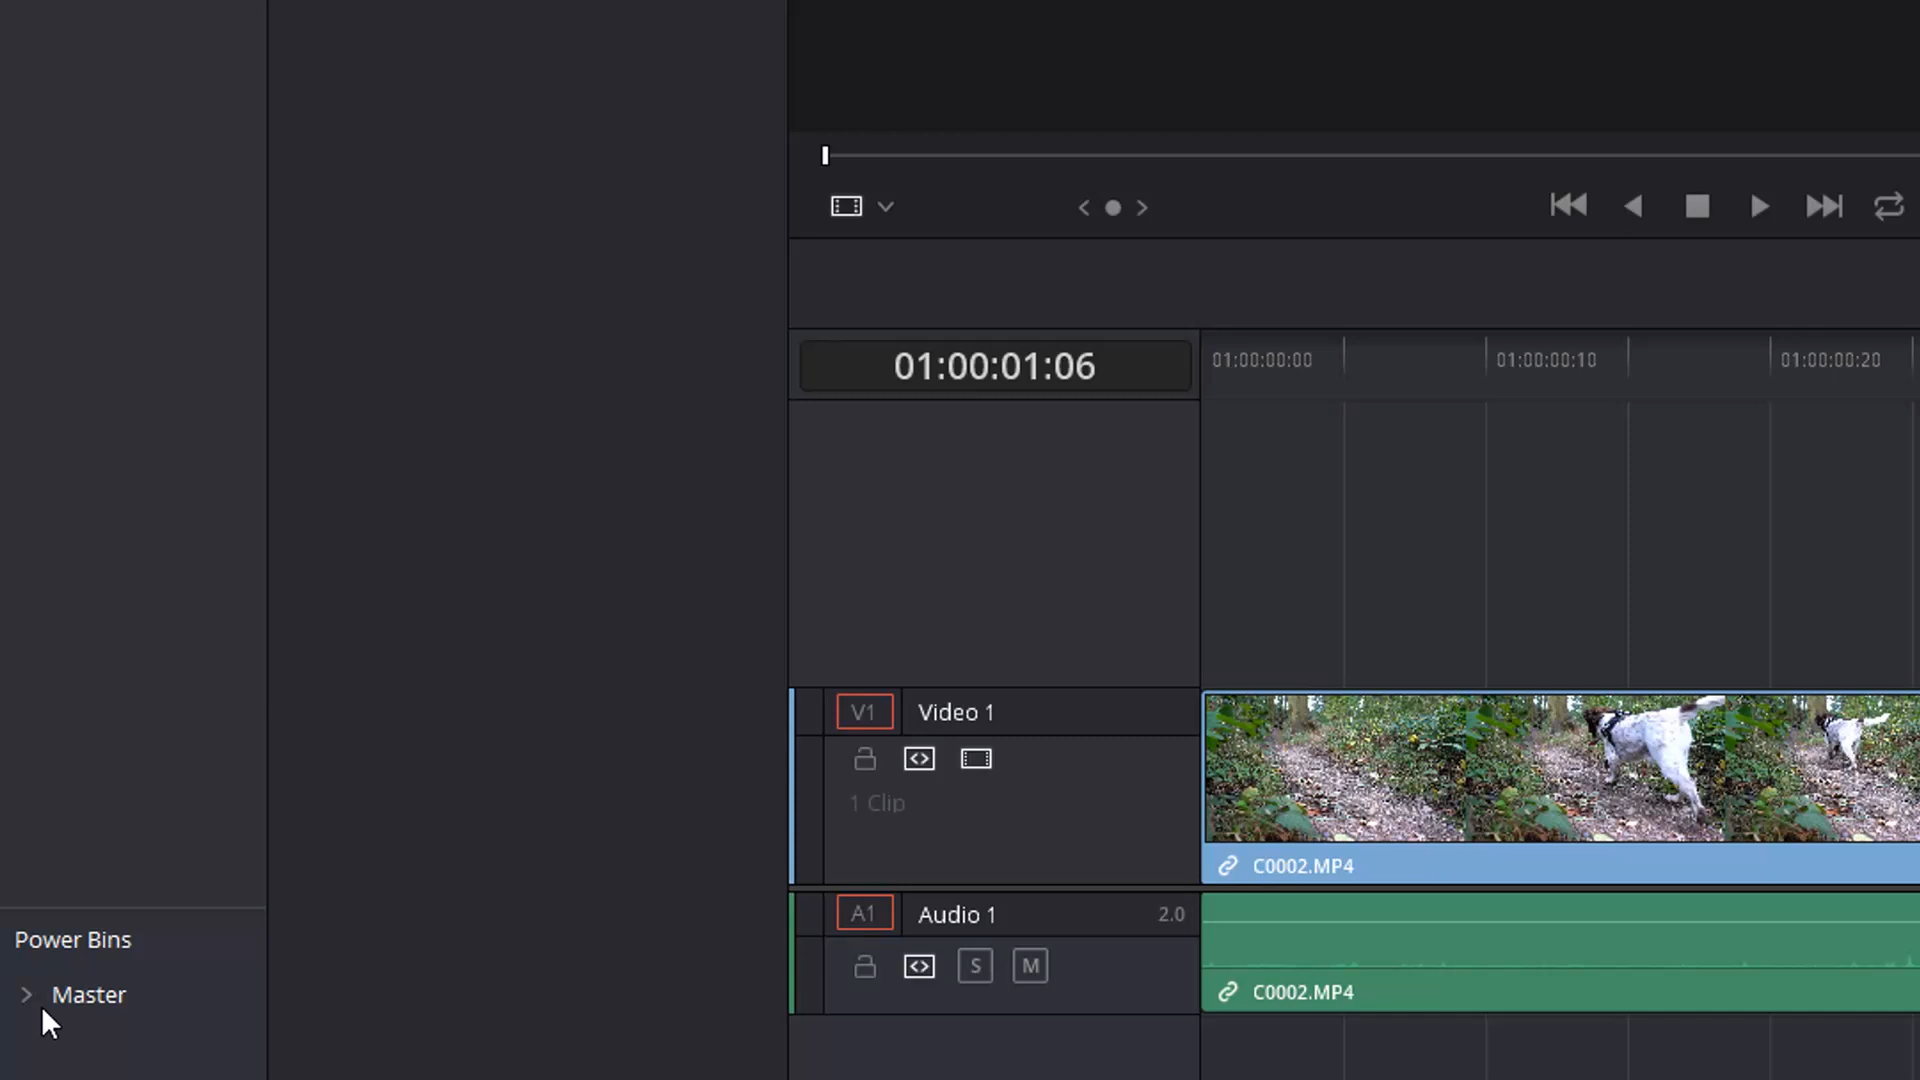 01:00:01:06
01:00:00:00
01:00:00:10
01:00:00:20
V1
Video 1
1 Clip
C0002.MP4
A1
Audio 1
2.0
S
M
C0002.MP4
Power Bins
Master